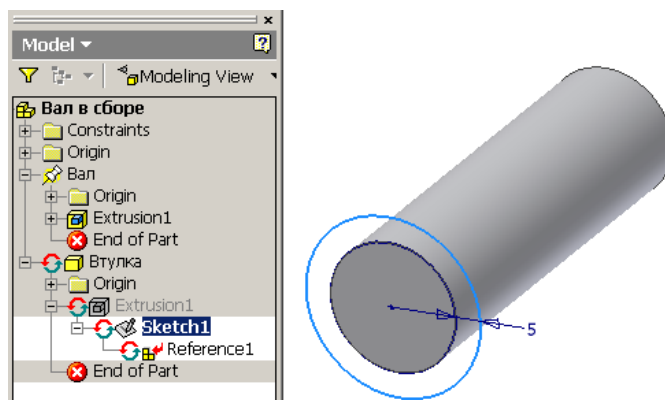 Model
Modeling View
Вал в сборе
Constraints
Origin
Вал
Origin
Extrusion1
End of Part
Втулка
Origin
Extrusion1
Sketch1
Reference1
End of Part
5